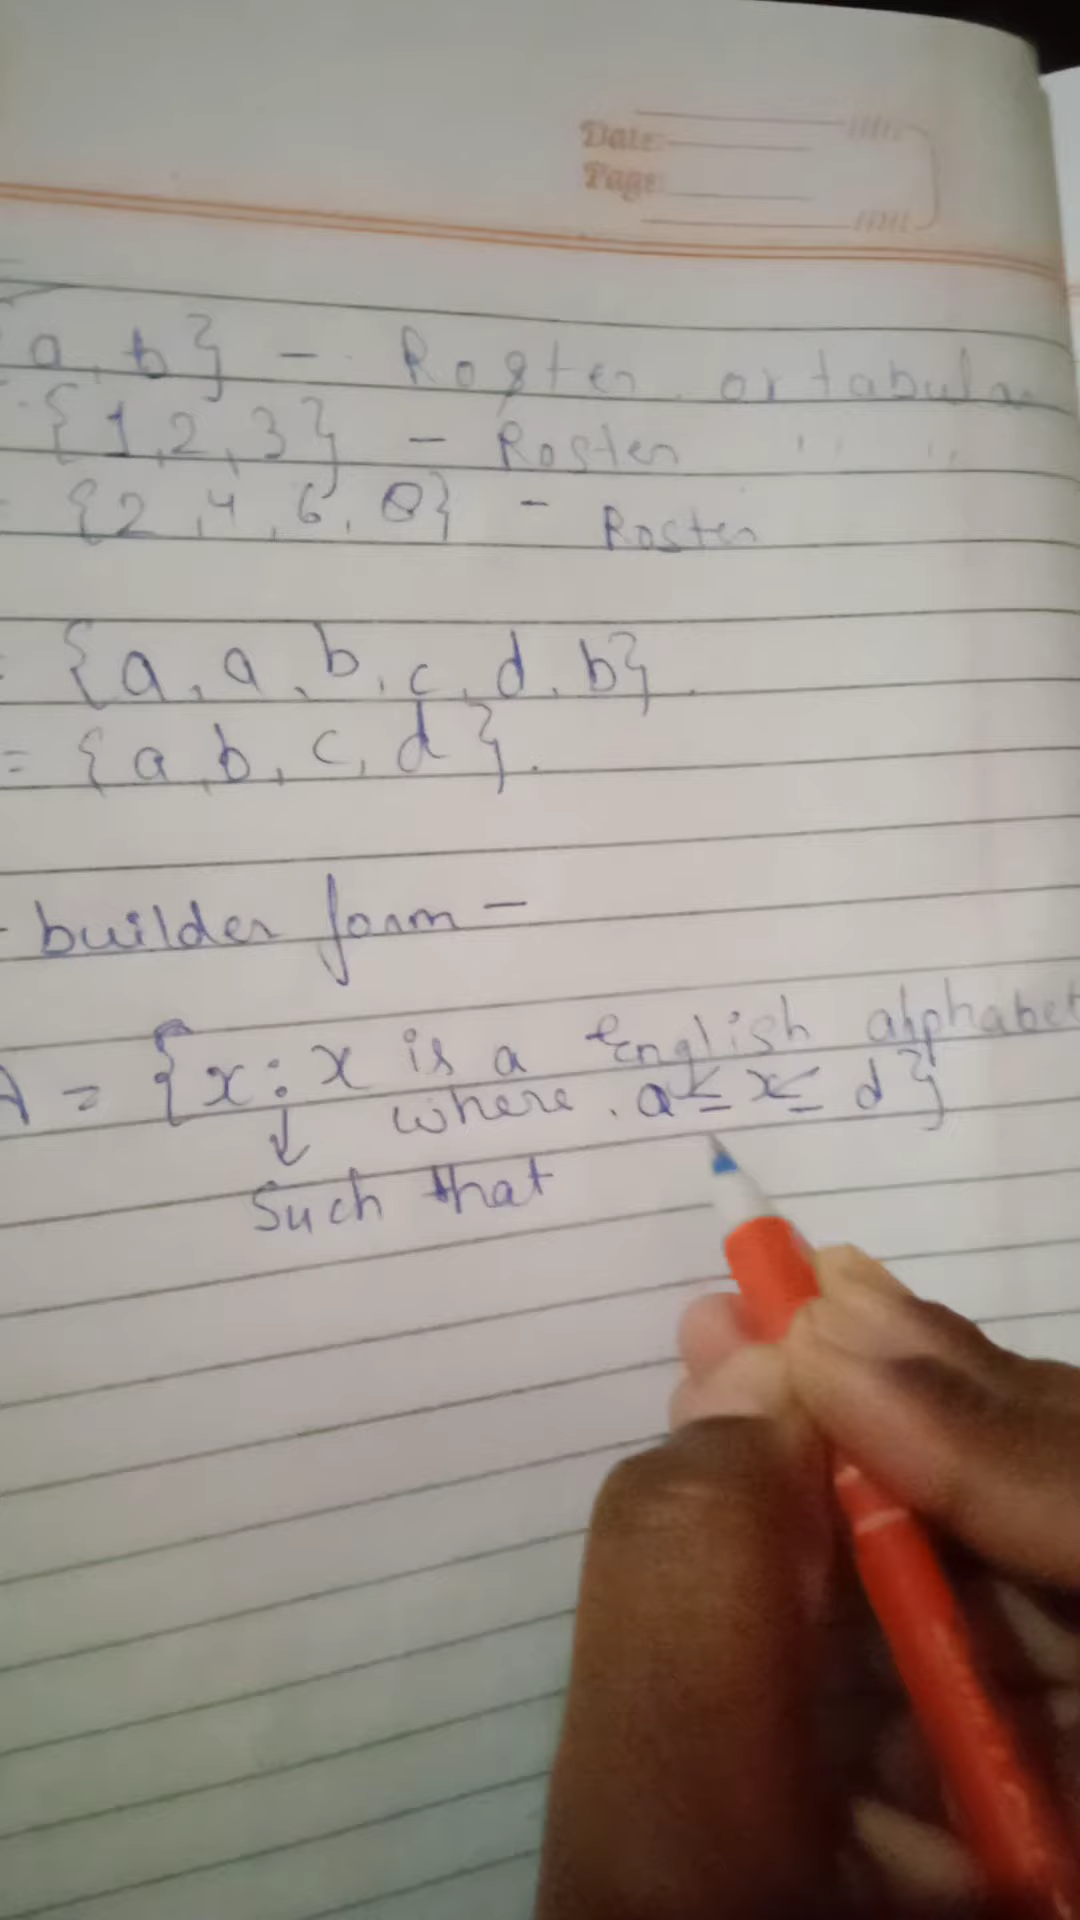 Date
Page
a, b} - Roster or tabular
{1, 2, 3} - Roster " "
= {2, 4, 6, 8} - Roster
= {a, a, b, c, d, b}.
= {a, b, c, d}.
- builder form -
A = {x : x is a English alphabet
where . a ≤ x ≤ d}
↓
Such that